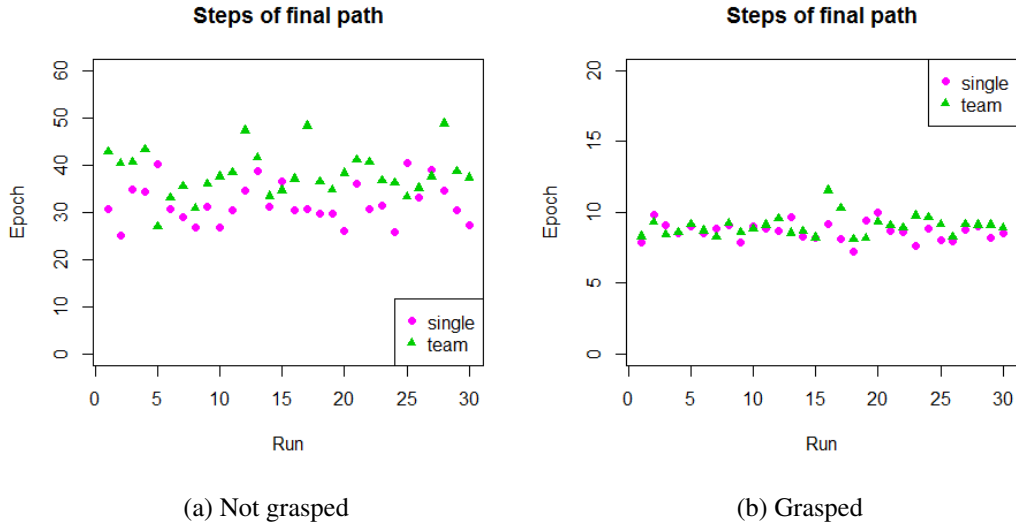 Steps of final path
Epoch
60
50
40
30
20
10
0
single
team
0 5 10 15 20 25 30
Run
(a) Not grasped
Steps of final path
Epoch
20
15
10
5
0
single
team
0 5 10 15 20 25 30
Run
(b) Grasped